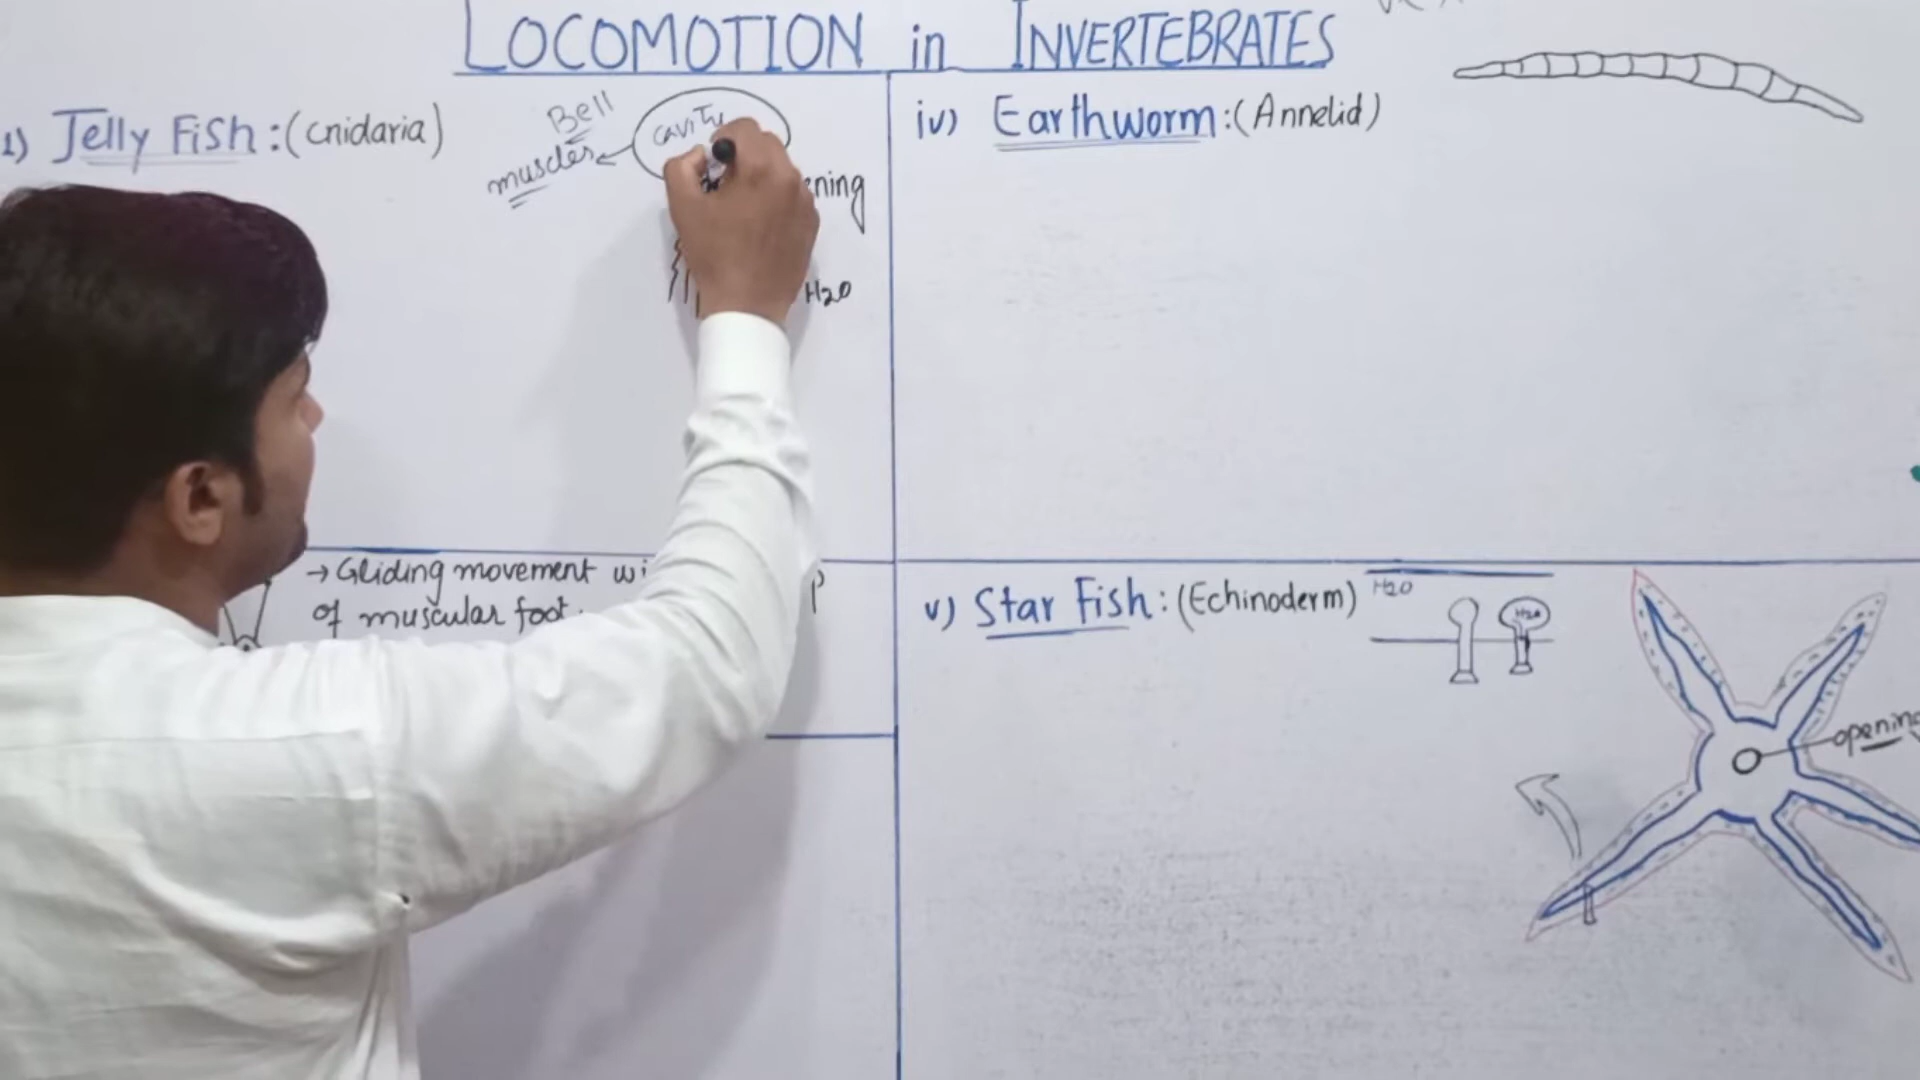 LOCOMOTION in INVERTEBRATES
1) Jelly Fish : (cnidaria)
Bell
muscles
cavity
H2O
→ Gliding movement
of muscular foot.
iv) Earthworm : (Annelid)
v) Star Fish : (Echinoderm)
H2O
H2O
opening